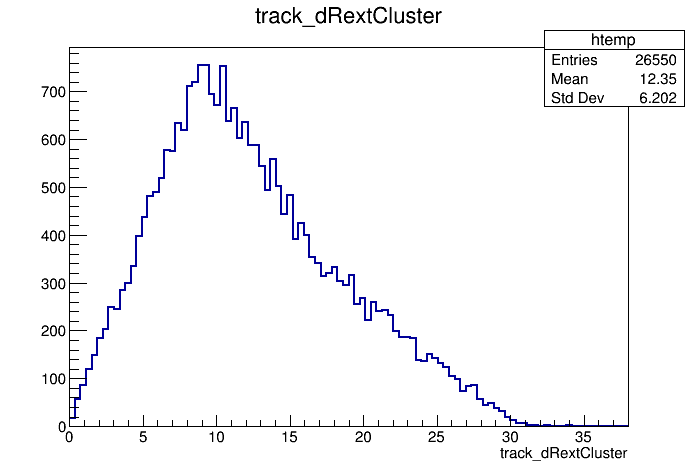 track_dRextCluster
htemp
Entries 26550
Mean 12.35
Std Dev 6.202
700
600
500
400
300
200
100
0
0 5 10 15 20 25 30 35
track_dRextCluster